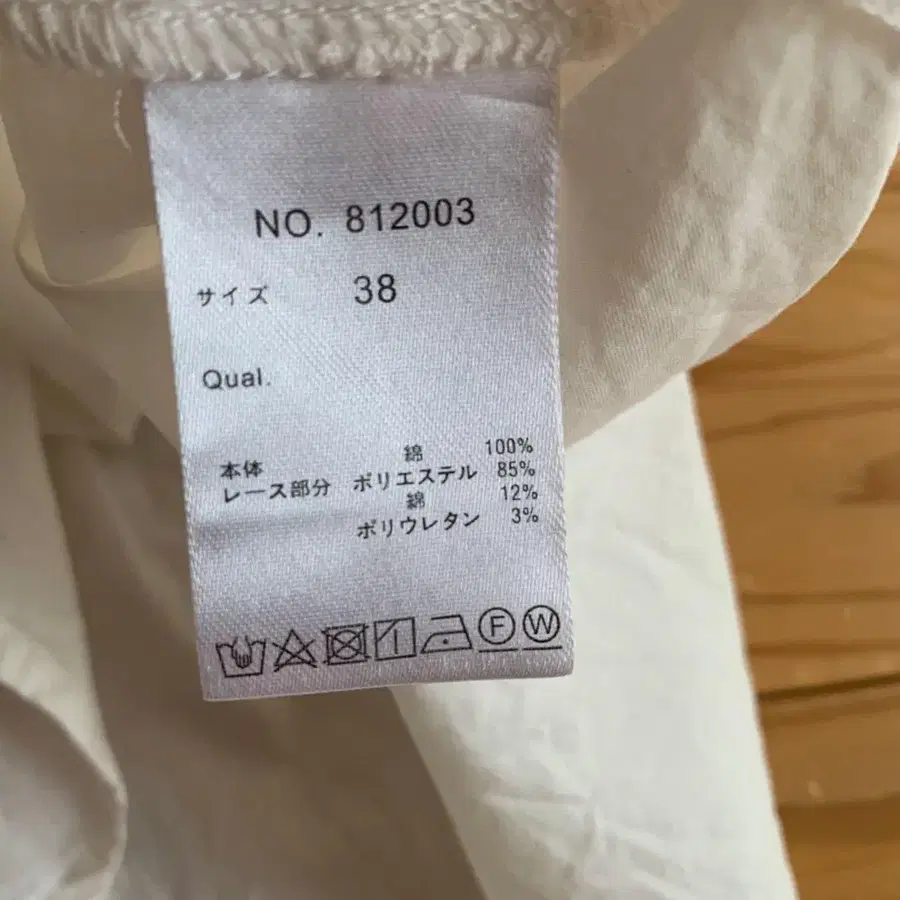 NO. 812003
サイズ 38
Qual.
本体 綿 100%
レース部分 ポリエステル 85%
綿 12%
ポリウレタン 3%
F W